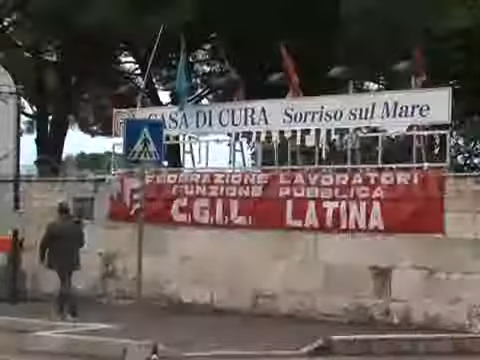 CASA DI CURA Sorriso sul Mare
FEDERAZIONE LAVORATORI
FUNZIONE PUBBLICA
C.G.I.L. LATINA